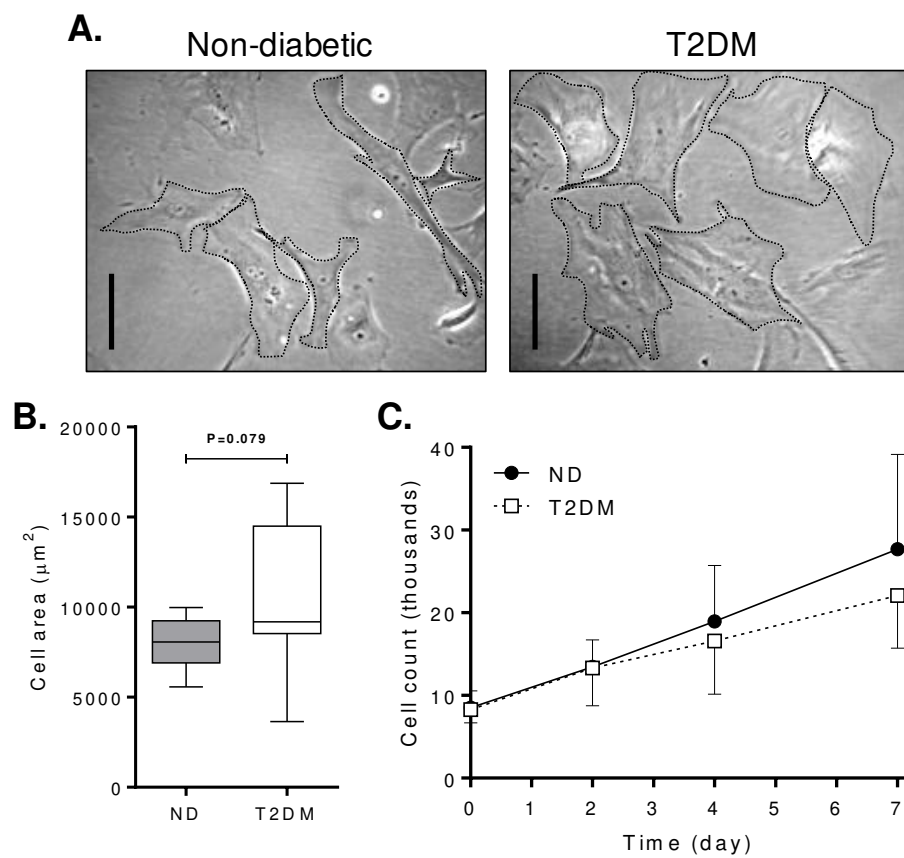 A.
Non-diabetic
T2DM
B.
20000
15000
10000
5000
0
Cell area (μm²)
P=0.079
ND
T2DM
C.
40
30
20
10
0
Cell count (thousands)
ND
T2DM
0 1 2 3 4 5 6 7
Time (day)